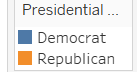 Presidential ...
Democrat
Republican